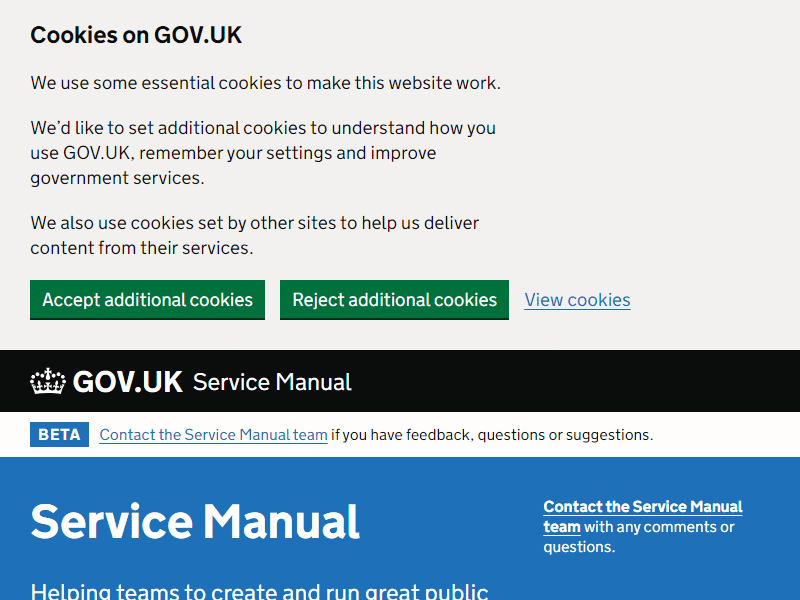 Cookies on GOV.UK
We use some essential cookies to make this website work.
We’d like to set additional cookies to understand how you
use GOV.UK, remember your settings and improve
government services.
We also use cookies set by other sites to help us deliver
content from their services.
Accept additional cookies Reject additional cookies View cookies
GOV.UK Service Manual
BETA Contact the Service Manual team if you have feedback, questions or suggestions.
Service Manual
Contact the Service Manual
team with any comments or
questions.
Helping teams to create and run great public